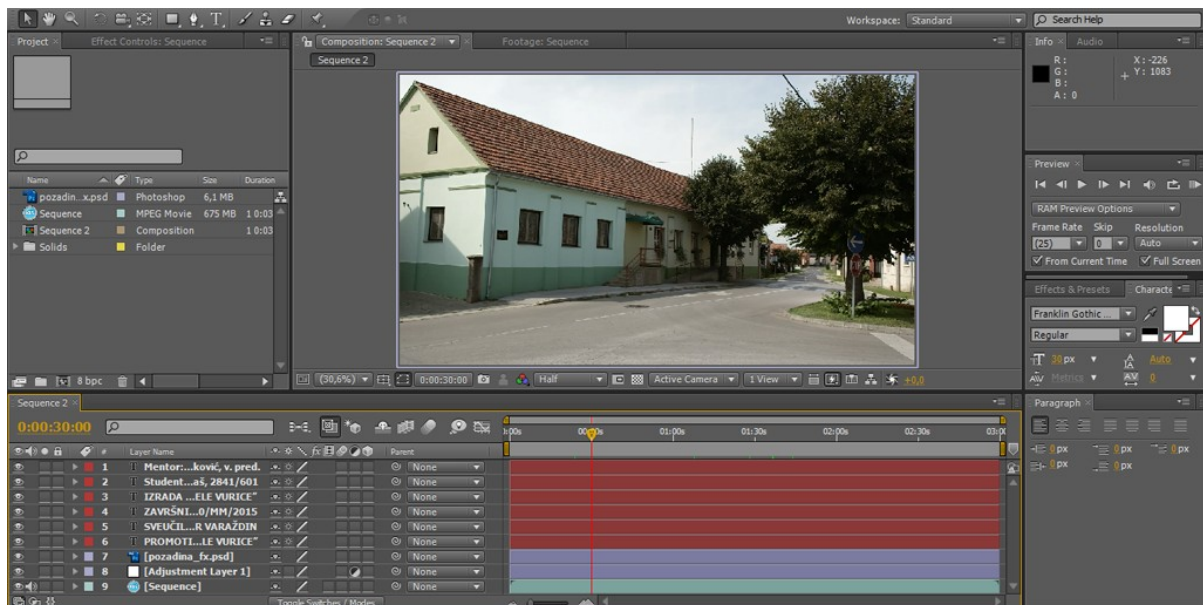 Workspace: Standard
Search Help
Project
Effect Controls: Sequence
Composition: Sequence 2
Footage: Sequence
Sequence 2
Info
Audio
R :
G :
B :
A : 0
X : -226
Y : 1083
Preview
RAM Preview Options
Frame Rate Skip Resolution
(25) 0 Auto
From Current Time Full Screen
Name Type Size Duration
pozadin...x.psd Photoshop 6,1 MB
Sequence MPEG Movie 675 MB 1 0:03
Sequence 2 Composition 1 0:03
Solids Folder
8 bpc
(30,6%) 0:00:30:00 Half Active Camera 1 View +0,0
Effects & Presets
Characte
Franklin Gothic ...
Regular
30 px Auto
Metrics 0
Sequence 2
0:00:30:00
# Layer Name Parent
1 T Mentor:...ković, v. pred. None
2 T Student...aš, 2841/601 None
3 T IZRADA ...ELE VURICE" None
4 T ZAVRŠNI...0/MM/2015 None
5 T SVEUČIL...R VARAŽDIN None
6 T PROMOTI...LE VURICE" None
7 [pozadina_fx.psd] None
8 [Adjustment Layer 1] None
9 [Sequence] None
Toggle Switches / Modes
01:00s 01:30s 02:00s 02:30s 03:0
Paragraph
0 px 0 px 0 px
0 px 0 px